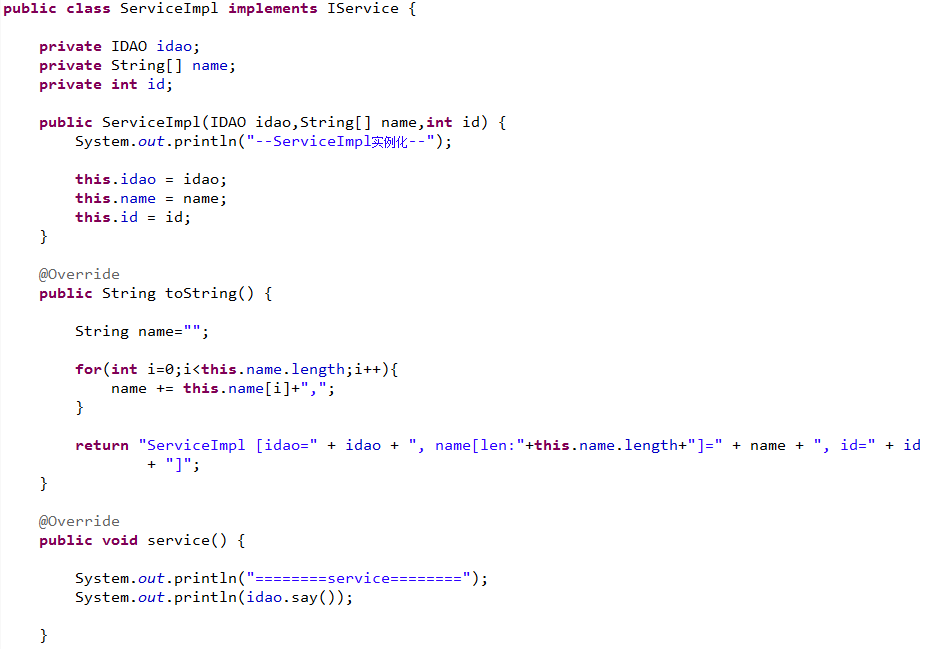 public class ServiceImpl implements IService {
private IDAO idao;
private String[] name;
private int id;
public ServiceImpl(IDAO idao,String[] name,int id) {
System.out.println("--ServiceImpl实例化--");
this.idao = idao;
this.name = name;
this.id = id;
}
@Override
public String toString() {
String name="";
for(int i=0;i<this.name.length;i++){
name += this.name[i]+",";
}
return "ServiceImpl [idao=" + idao + ", name[len:"+this.name.length+"]=" + name + ", id=" + id
+ "]";
}
@Override
public void service() {
System.out.println("========service========");
System.out.println(idao.say());
}